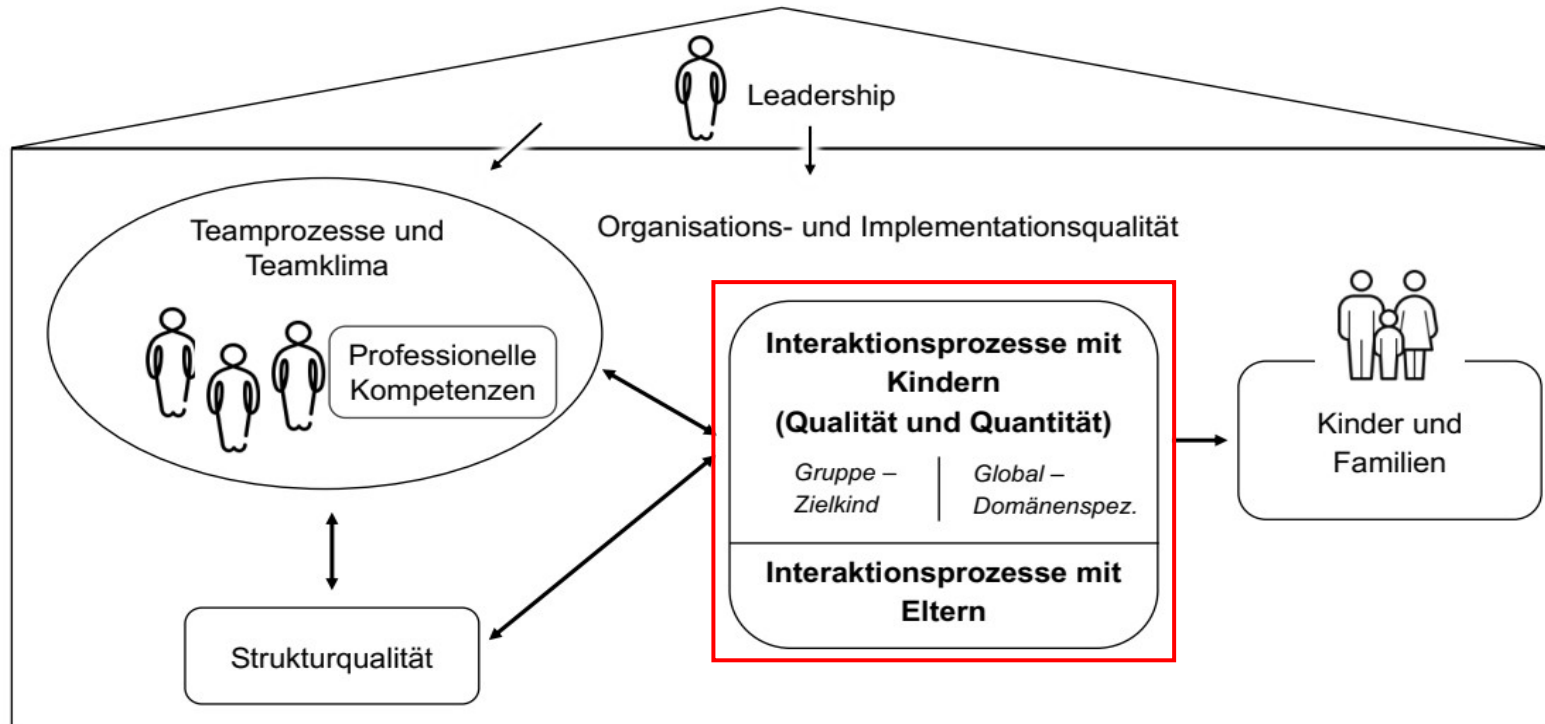 Leadership
Teamprozesse und
Teamklima
Professionelle
Kompetenzen
Organisations- und Implementationsqualität
Interaktionsprozesse mit
Kindern
(Qualität und Quantität)
Gruppe –
Zielkind
Global –
Domänenspez.
Interaktionsprozesse mit
Eltern
Kinder und
Familien
Strukturqualität